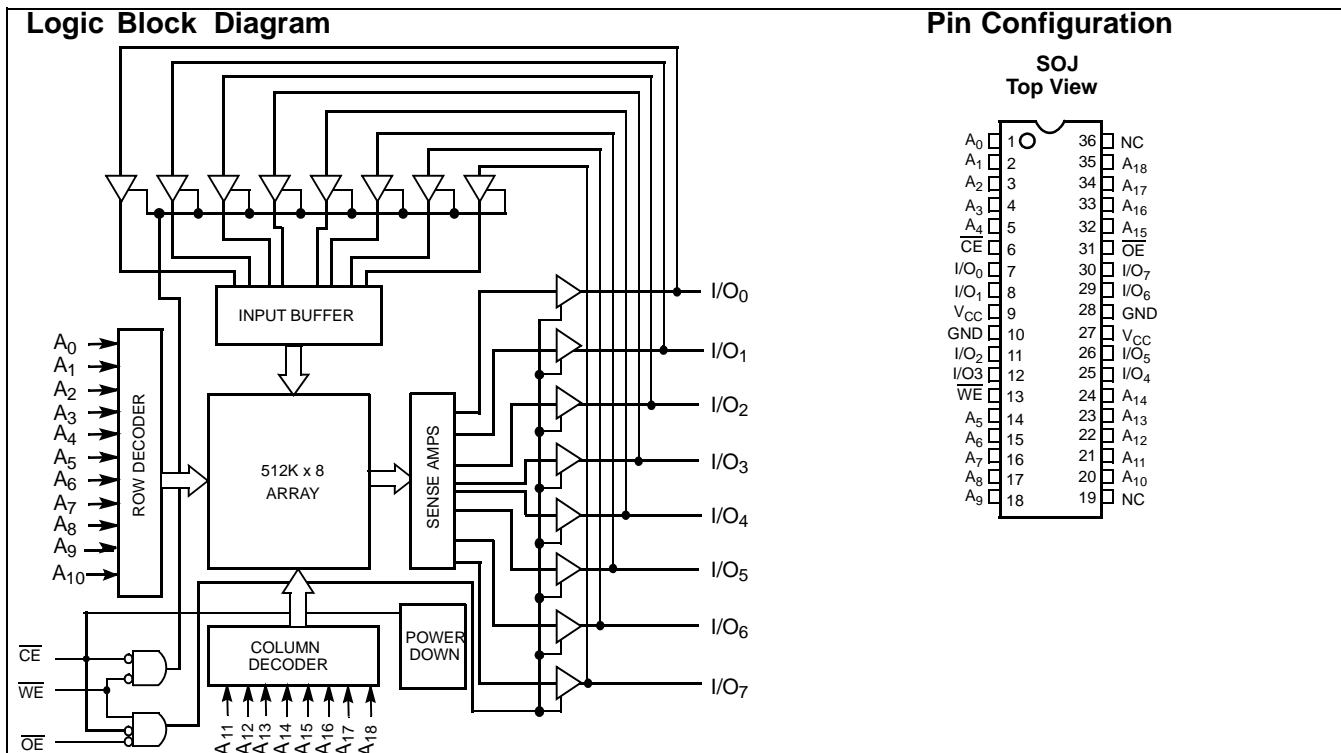 Logic Block Diagram
INPUT BUFFER
A0
A1
A2
A3
A4
A5
A6
A7
A8
A9
A10
ROW DECODER
512K x 8
ARRAY
SENSE AMPS
I/O0
I/O1
I/O2
I/O3
I/O4
I/O5
I/O6
I/O7
CE
WE
OE
COLUMN
DECODER
POWER
DOWN
A11
A12
A13
A14
A15
A16
A17
A18
Pin Configuration
SOJ
Top View
A0 1 36 NC
A1 2 35 A18
A2 3 34 A17
A3 4 33 A16
A4 5 32 A15
CE 6 31 OE
I/O0 7 30 I/O7
I/O1 8 29 I/O6
VCC 9 28 GND
GND 10 27 VCC
I/O2 11 26 I/O5
I/O3 12 25 I/O4
WE 13 24 A14
A5 14 23 A13
A6 15 22 A12
A7 16 21 A11
A8 17 20 A10
A9 18 19 NC